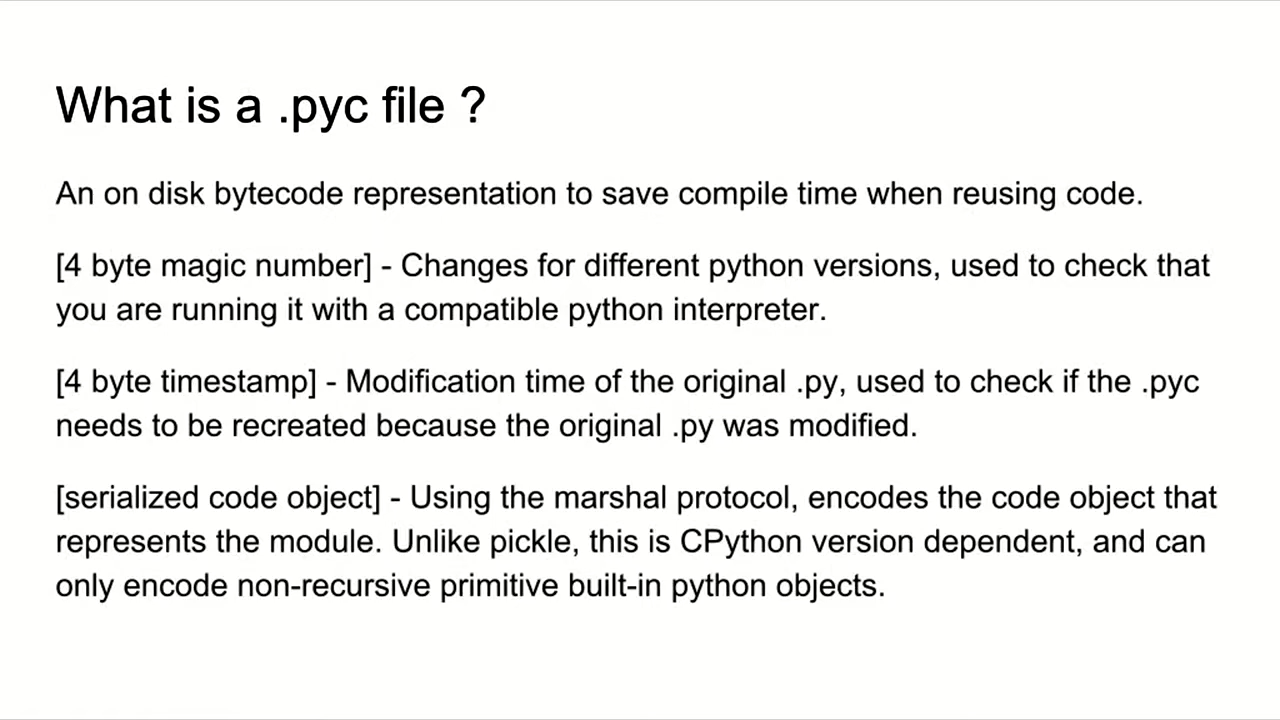 What is a .pyc file ?
An on disk bytecode representation to save compile time when reusing code.
[4 byte magic number] - Changes for different python versions, used to check that
you are running it with a compatible python interpreter.
[4 byte timestamp] - Modification time of the original .py, used to check if the .pyc
needs to be recreated because the original .py was modified.
[serialized code object] - Using the marshal protocol, encodes the code object that
represents the module. Unlike pickle, this is CPython version dependent, and can
only encode non-recursive primitive built-in python objects.